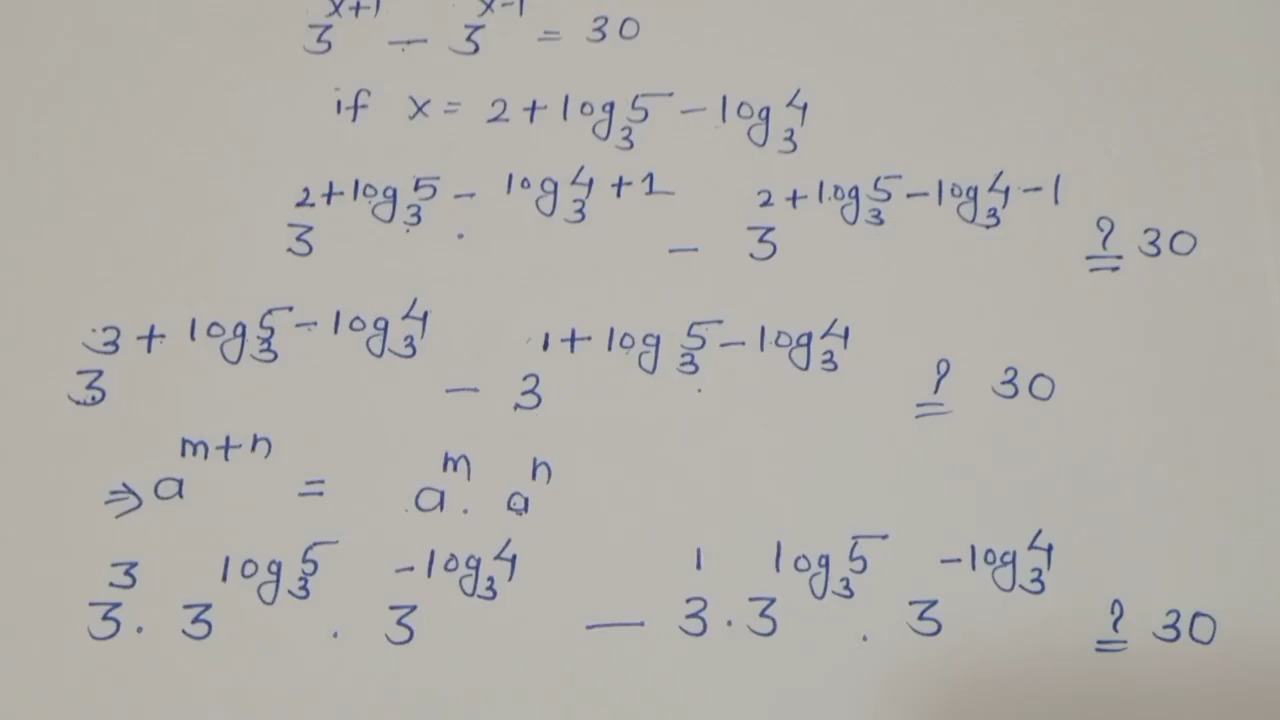 3^{x+1} - 3^{x-1} = 30
if x = 2 + log_3 5 - log_3 4
3^{2 + log_3 5 - log_3 4 + 1} - 3^{2 + log_3 5 - log_3 4 - 1} ≟ 30
3^{3 + log_3 5 - log_3 4} - 3^{1 + log_3 5 - log_3 4} ≟ 30
⇒ a^{m+n} = a^m . a^n
3^3 . 3^{log_3 5} . 3^{-log_3 4} - 3^1 . 3^{log_3 5} . 3^{-log_3 4} ≟ 30